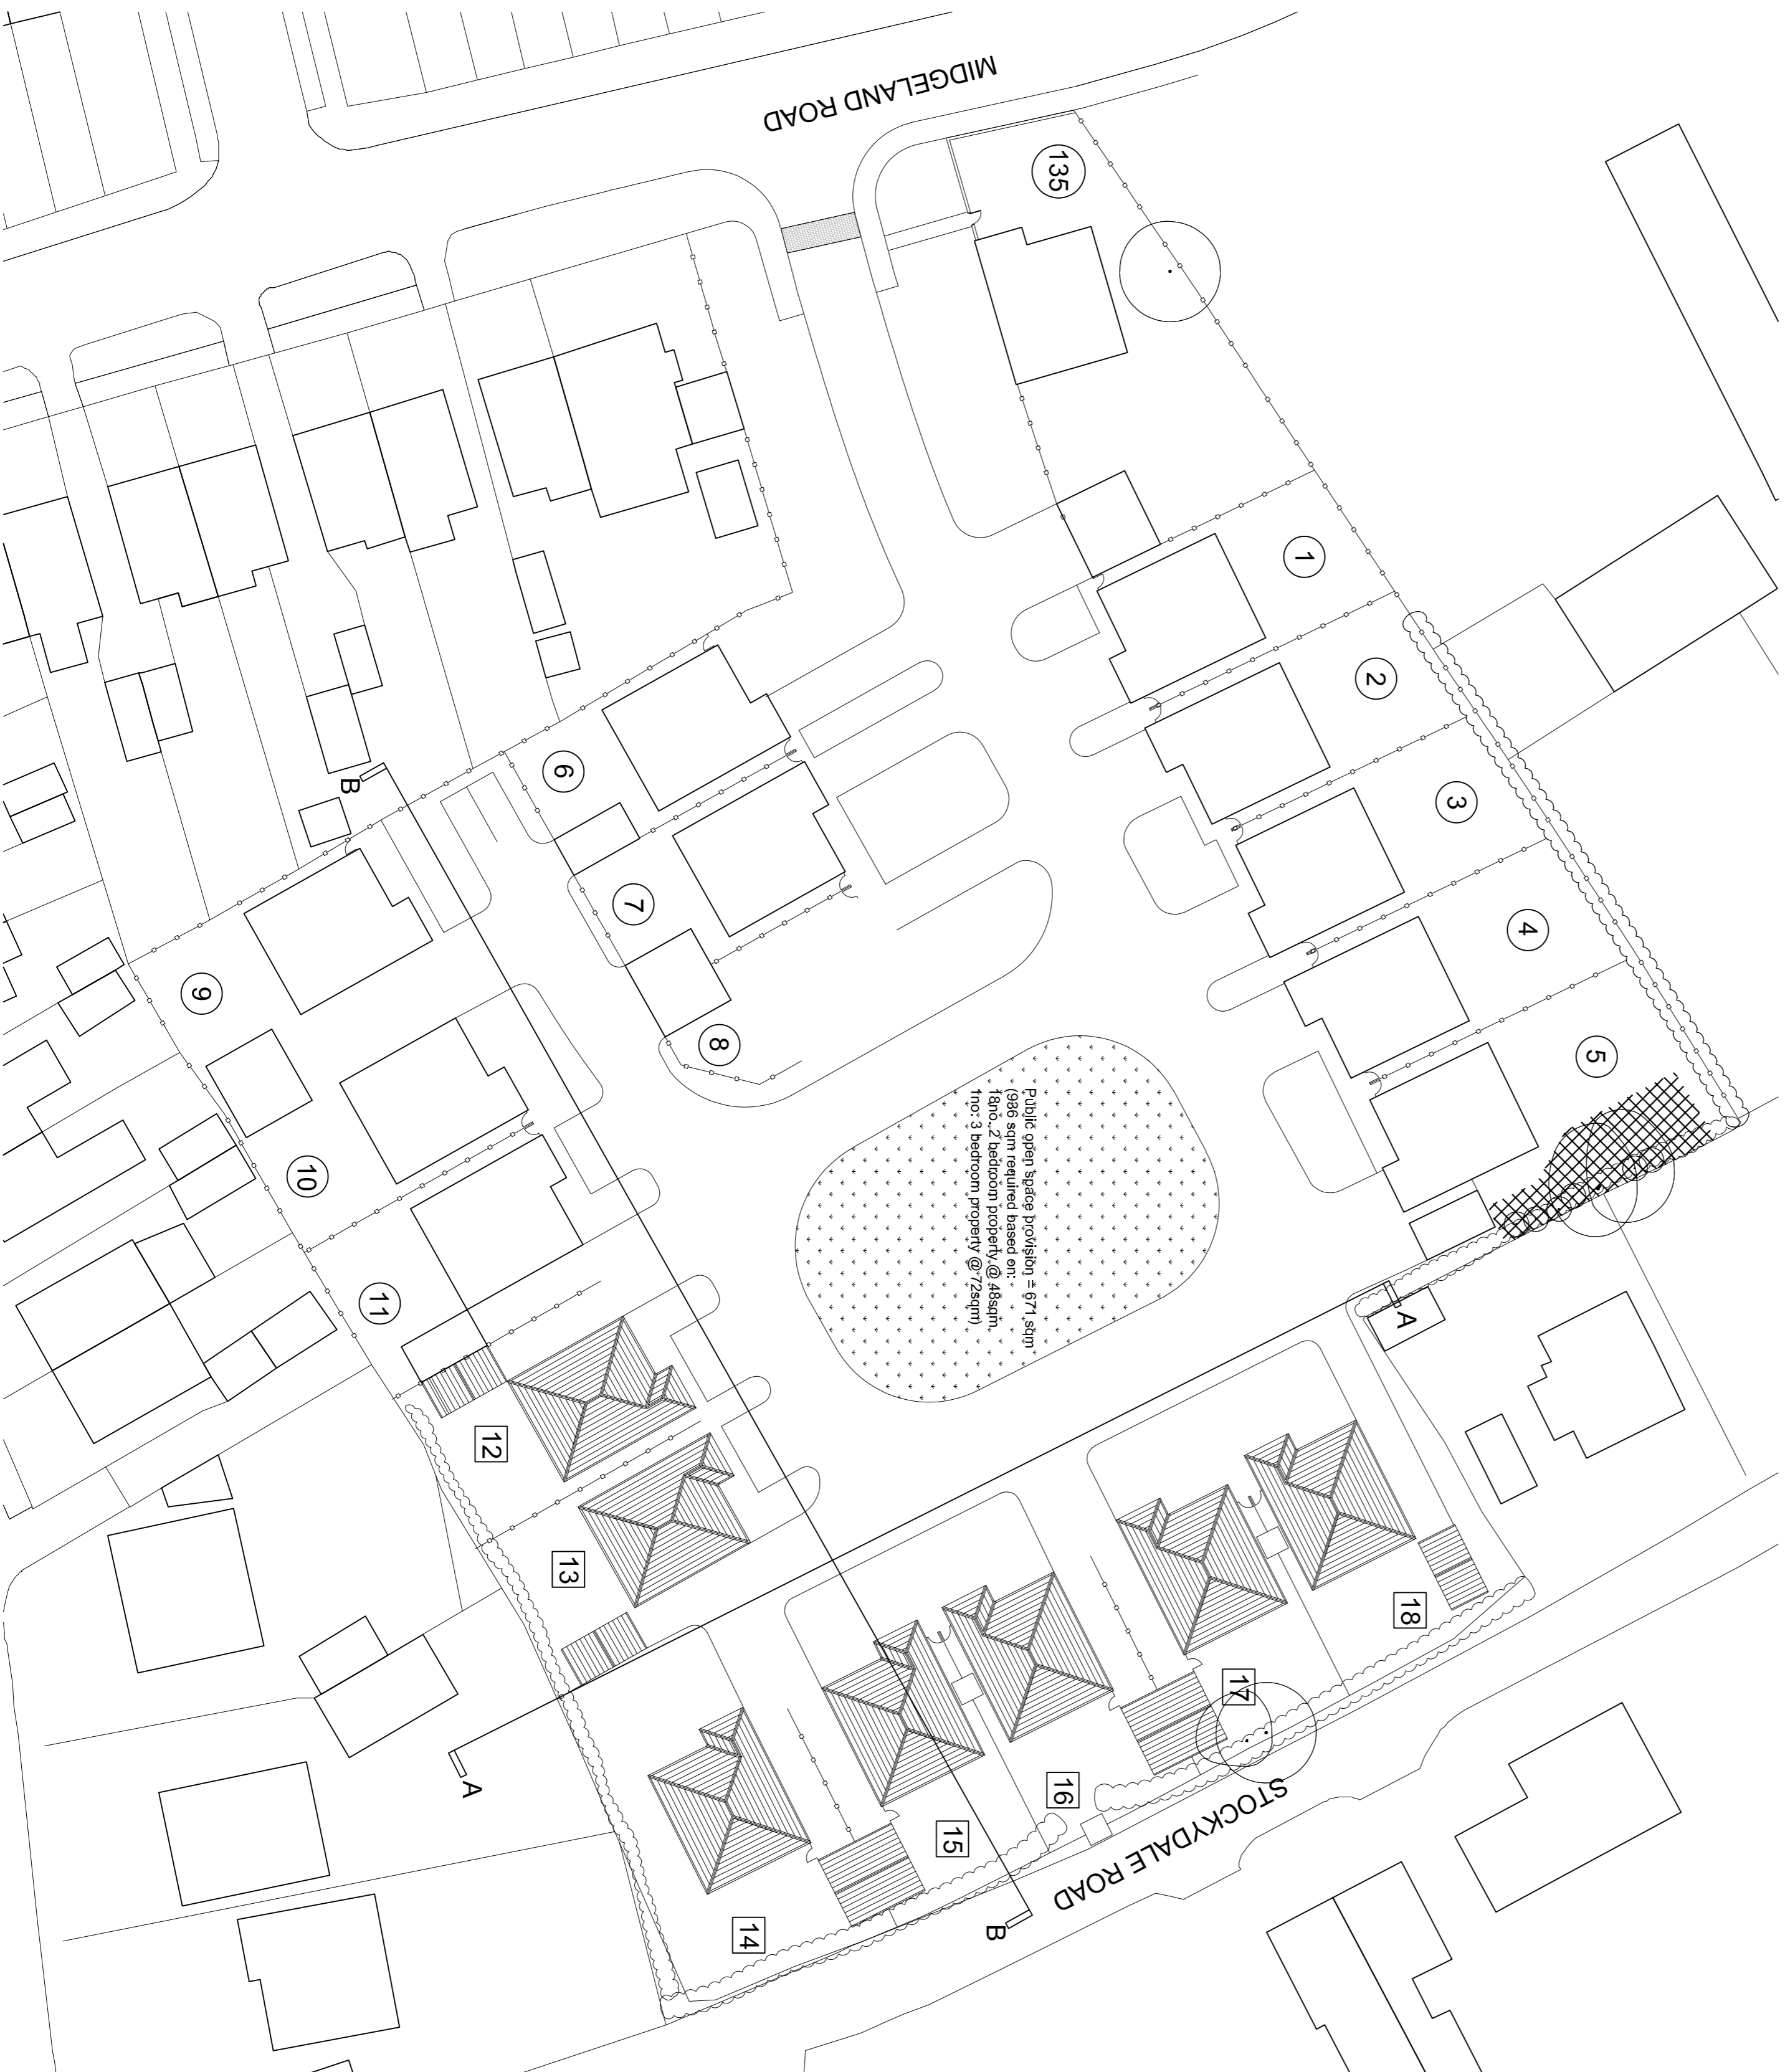 MIDGELAND ROAD
135
1
2
3
4
5
6
7
8
9
10
11
12
13
14
15
16
17
18
Public open space provision = 671 sqm
(936 sqm required based on:
18no. 2 bedroom property @ 48sqm,
1no: 3 bedroom property @ 72sqm)
A
A
B
B
STOCKYDALE ROAD